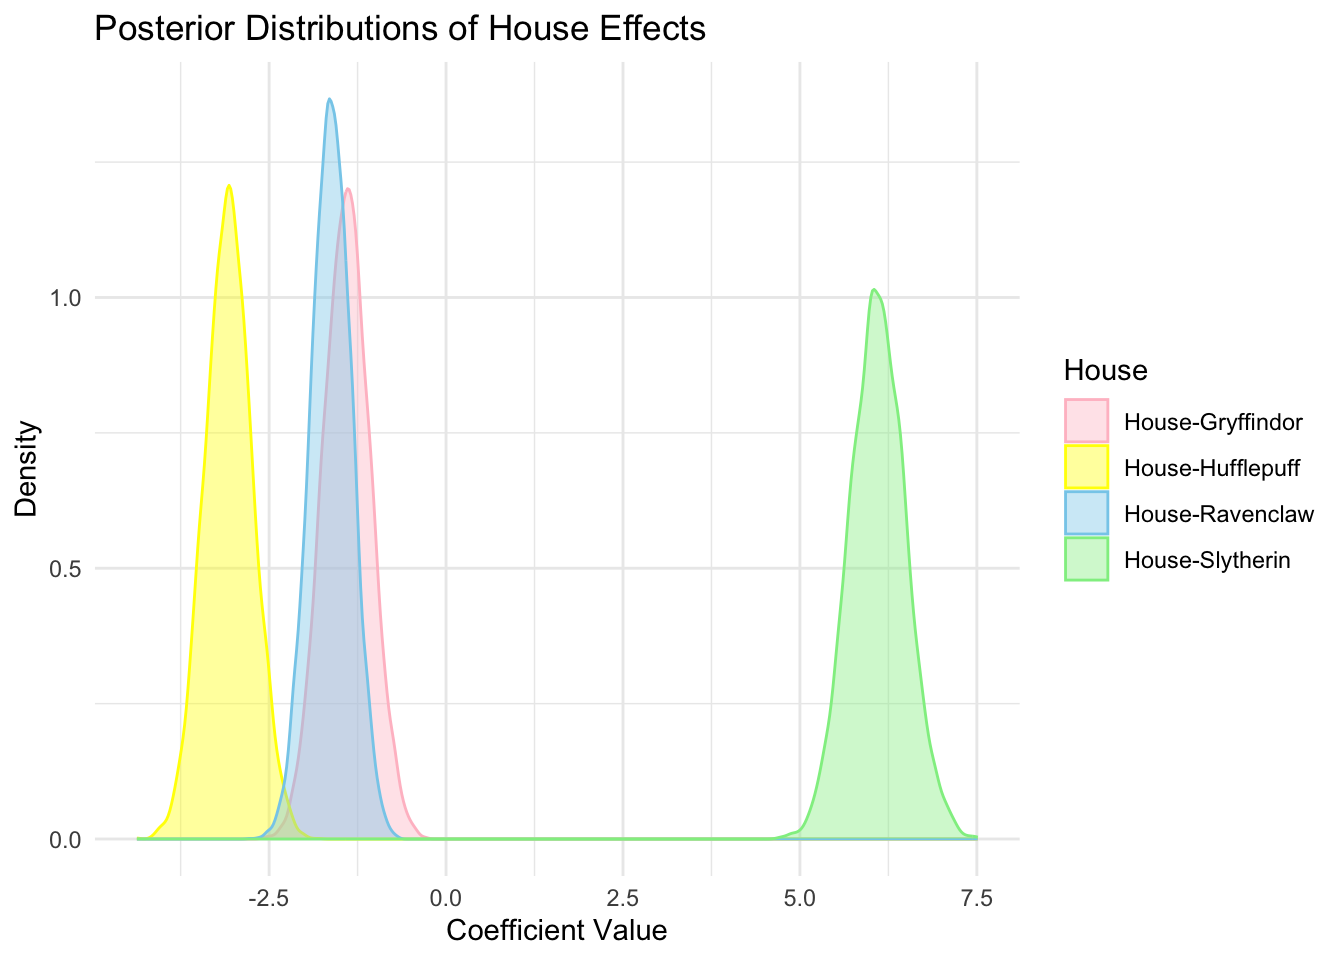 Posterior Distributions of House Effects
Density
1.0
0.5
0.0
-2.5 0.0 2.5 5.0 7.5
Coefficient Value
House
House-Gryffindor
House-Hufflepuff
House-Ravenclaw
House-Slytherin